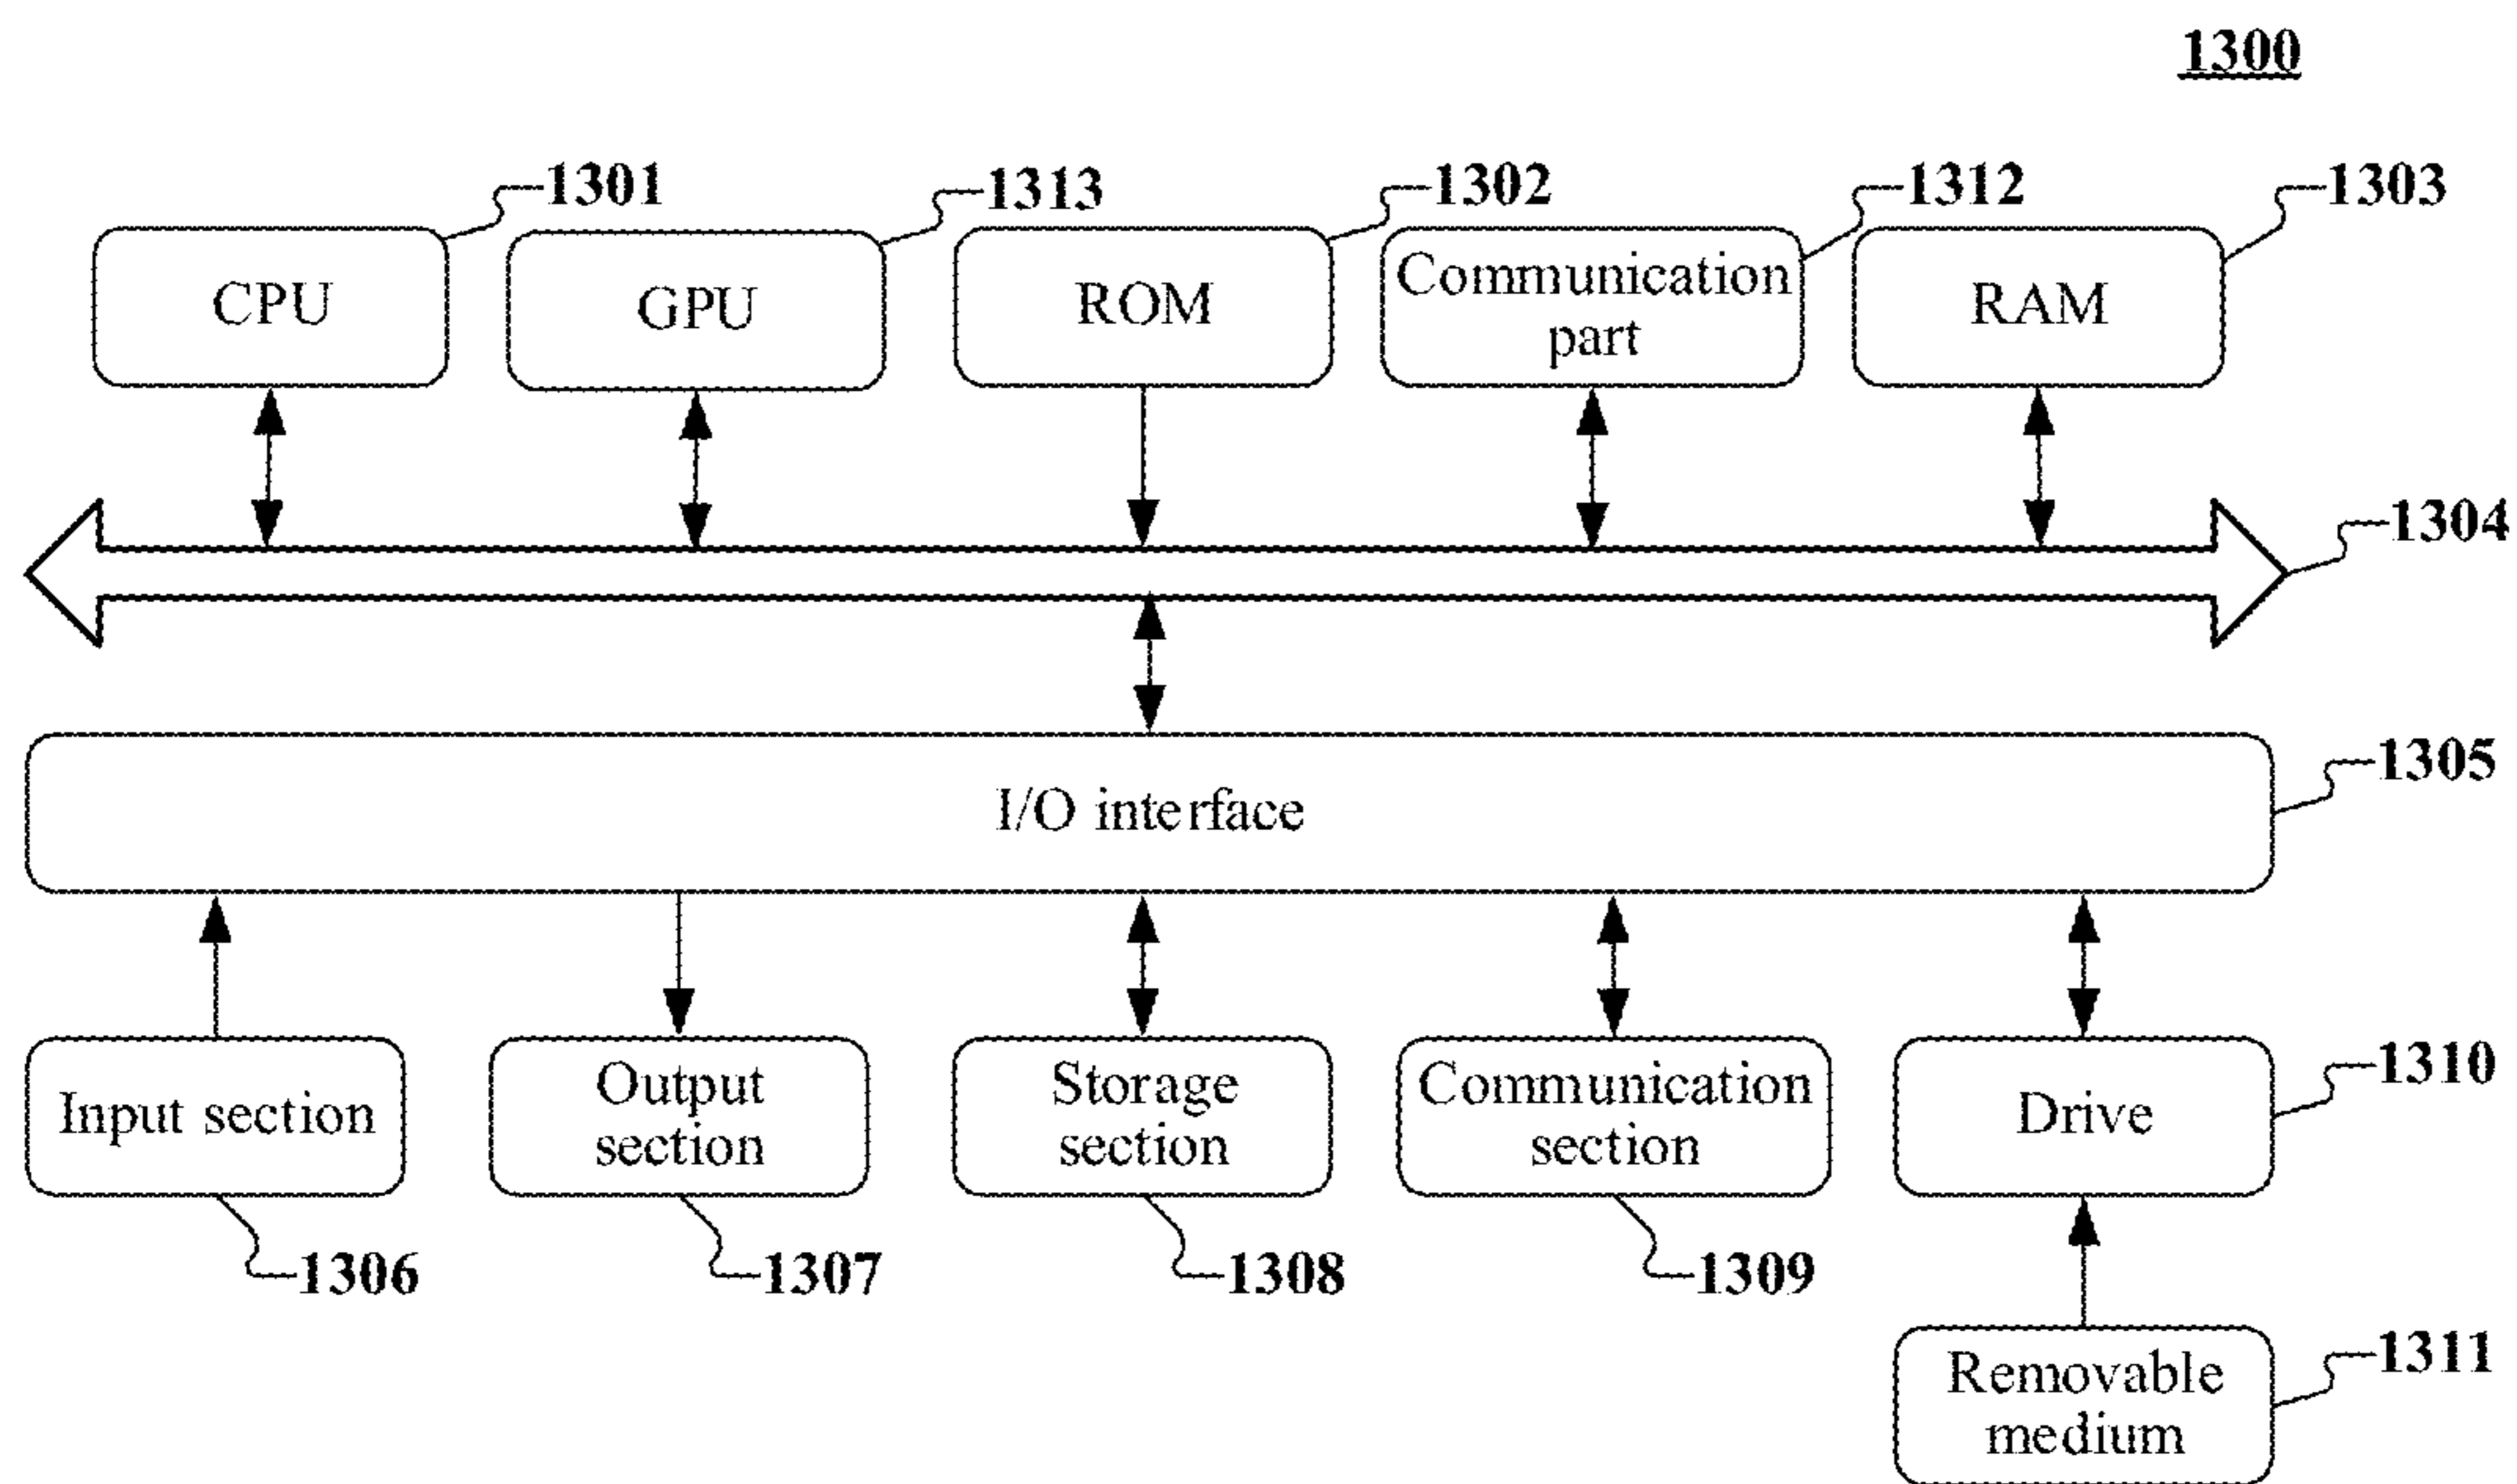 1300
1301
1313
1302
1312
1303
CPU
GPU
ROM
Communication
part
RAM
1304
1305
I/O interface
Input section
Output
section
Storage
section
Communication
section
Drive
1310
1306
1307
1308
1309
1311
Removable
medium